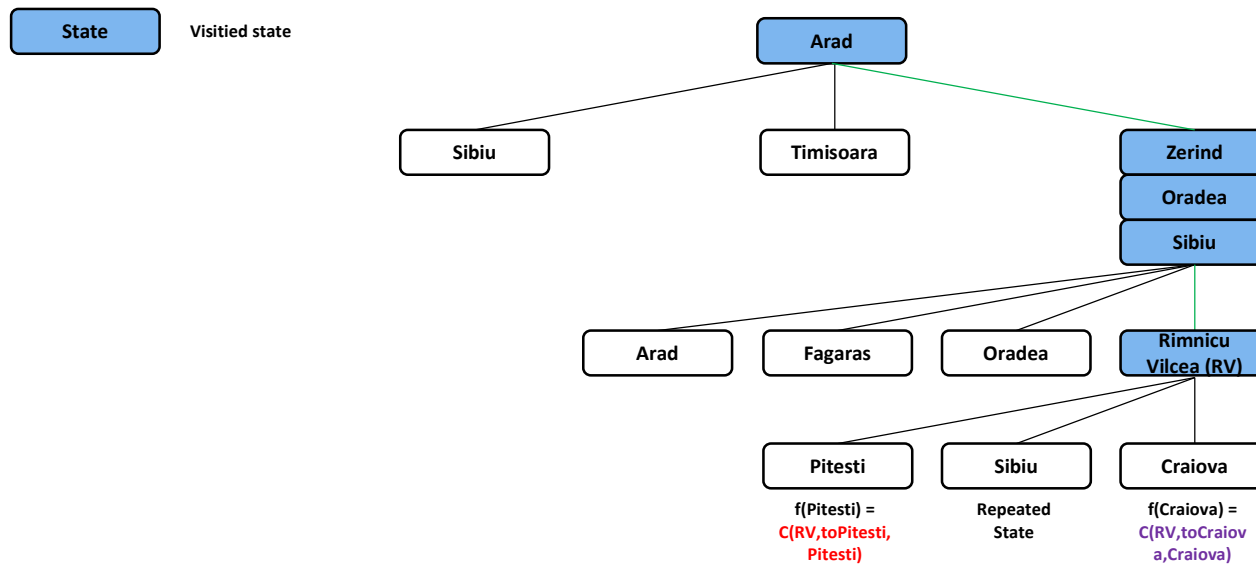 State
Visitied state
Arad
Sibiu
Timisoara
Zerind
Oradea
Sibiu
Arad
Fagaras
Oradea
Rimnicu
Vilcea (RV)
Pitesti
Sibiu
Craiova
f(Pitesti) =
C(RV,toPitesti,
Pitesti)
Repeated
State
f(Craiova) =
C(RV,toCraiov
a,Craiova)